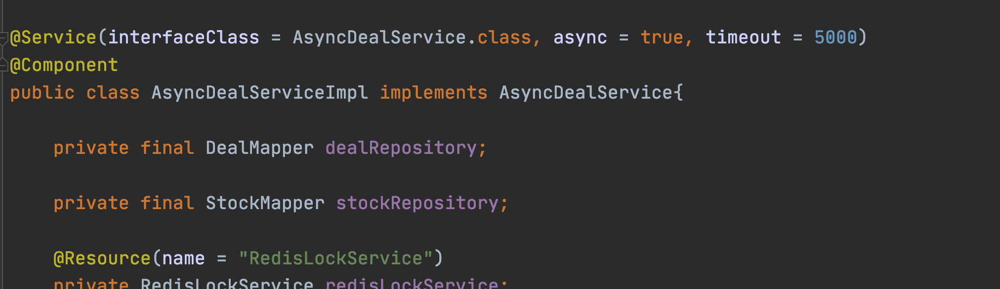 @Service(interfaceClass = AsyncDealService.class, async = true, timeout = 5000)
@Component
public class AsyncDealServiceImpl implements AsyncDealService{
private final DealMapper dealRepository;
private final StockMapper stockRepository;
@Resource(name = "RedisLockService")
private RedisLockService redisLockService;